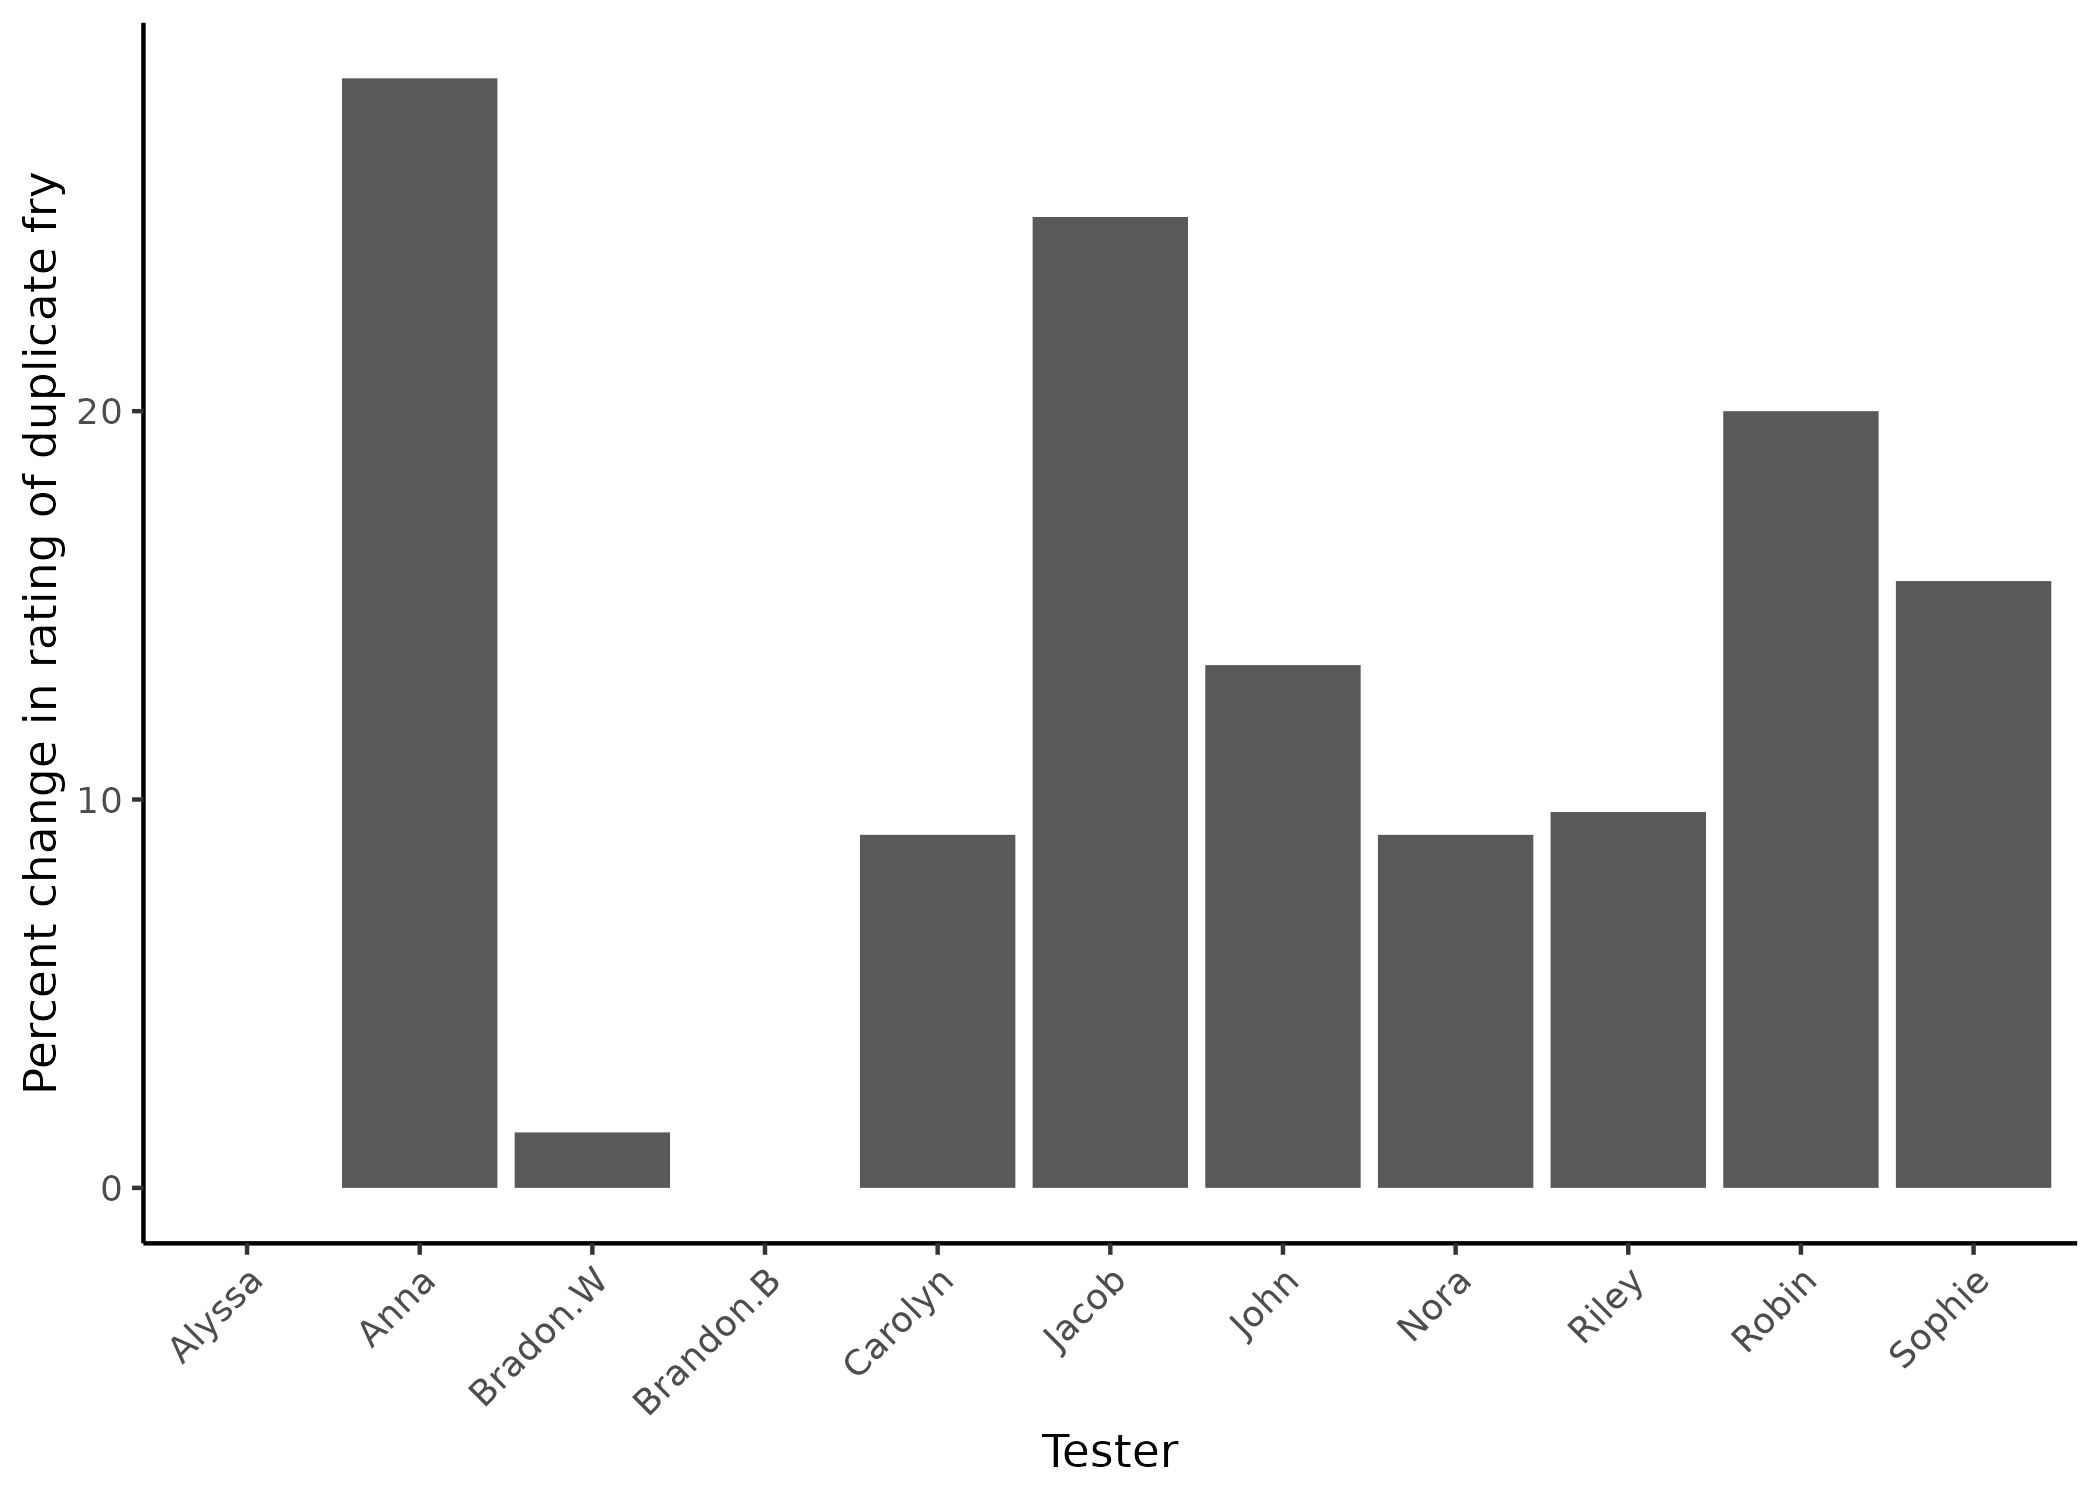 Percent change in rating of duplicate fry
20
10
0
Alyssa
Anna
Bradon.W
Brandon.B
Carolyn
Jacob
John
Nora
Riley
Robin
Sophie
Tester